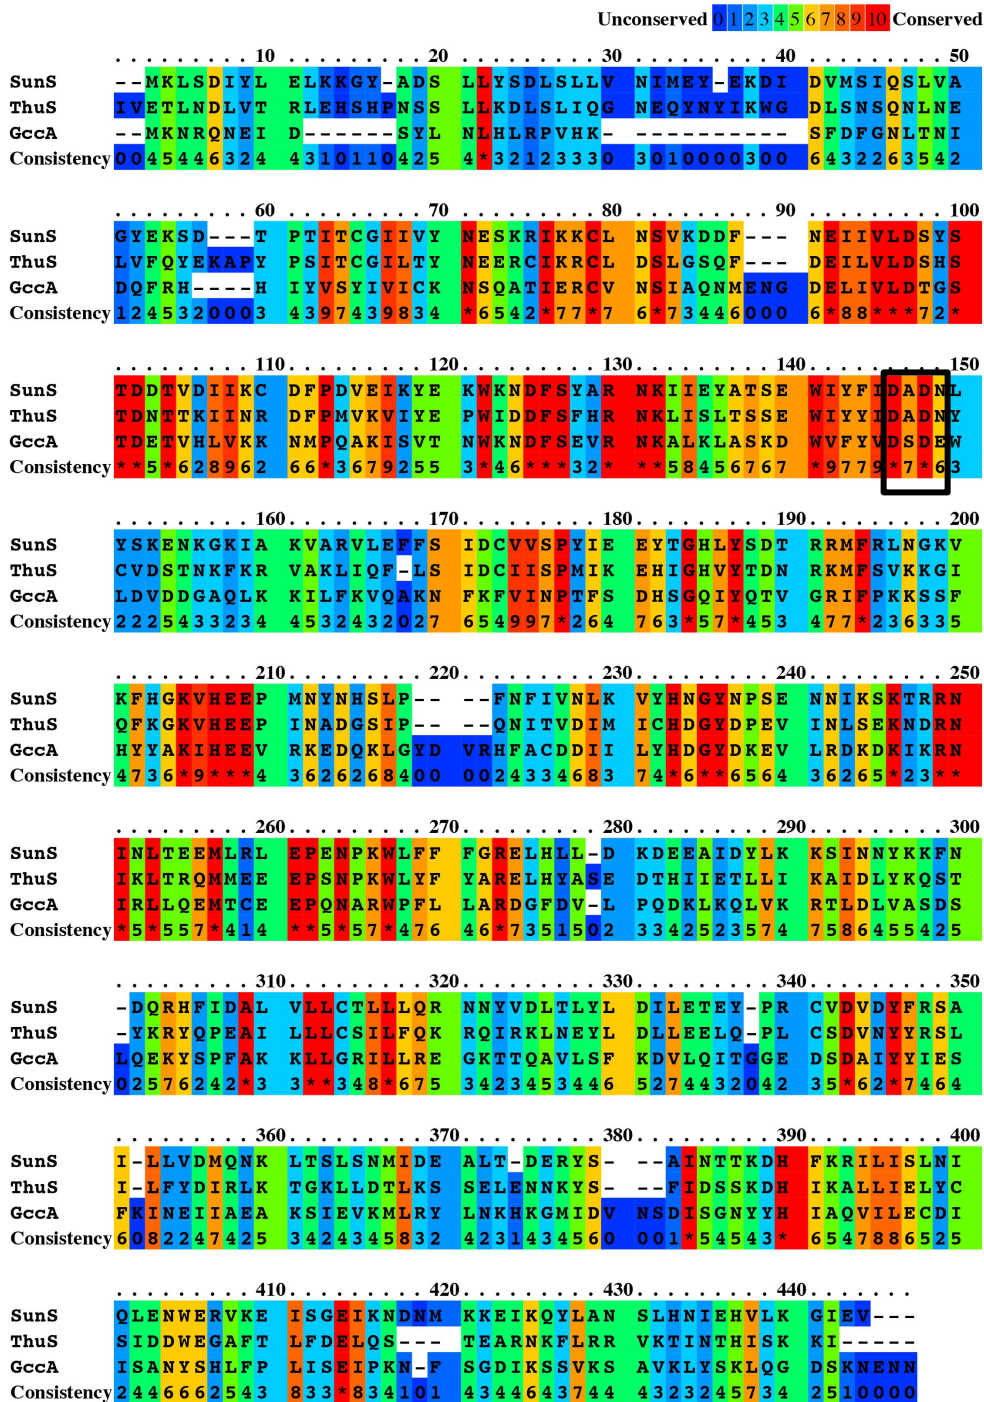 Unconserved 0 1 2 3 4 5 6 7 8 9 10 Conserved
. . . . . . . . . 10 . . . . . . . . . 20 . . . . . . . . . 30 . . . . . . . . . 40 . . . . . . . . . 50
SunS --MKLSDIYL ELKKGY-ADS LLYSDLSLLV NIMEY-EKDI DVMSIQSLVA
ThuS IVETLNDLVT RLEHSHPNSS LLKDLSLIQG NEQYNYIKWG DLSNSQNLNE
GccA --MKNRQNEI D------SYL NLHLRPVHK- ---------- SFDFGNLTNI
Consistency 0045446324 4310110425 4*32123330 3010000300 6432263542
. . . . . . . . . 60 . . . . . . . . . 70 . . . . . . . . . 80 . . . . . . . . . 90 . . . . . . . . . 100
SunS GYEKSD---T PTITCGIIVY NESKRIKKCL NSVKDDF--- NEIIVLDSYS
ThuS LVFQYEKAPY PSITCGILTY NEERCIKRCL DSLGSQF--- DEILVLDSHS
GccA DQFRH----H IYVSYIVICK NSQATIERCV NSIAQNMENG DELIVLDTGS
Consistency 1245320003 4397439834 *6542*77*7 6*73446000 6*88***72*
. . . . . . . . . 110 . . . . . . . . . 120 . . . . . . . . . 130 . . . . . . . . . 140 . . . . . . . . . 150
SunS TDDTVDIIKC DFPDVEIKYE KWKNDFSYAR NKIIEYATSE WIYFIDADNL
ThuS TDNTTKIINR DFPMVKVIYE PWIDDFSFHR NKLISLTSSE WIYYIDADNY
GccA TDETVHLVKK NMPQAKISVT NWKNDFSEVR NKALKLASKD WVFYVDSDEW
Consistency **5*628962 66*3679255 3*46***32* **58456767 *9779*7*63
. . . . . . . . . 160 . . . . . . . . . 170 . . . . . . . . . 180 . . . . . . . . . 190 . . . . . . . . . 200
SunS YSKENKGKIA KVARVLEFFS IDCVVSPYIE EYTGHLYSDT RRMFRLNGKV
ThuS CVDSTNKFKR VAKLIQF-LS IDCIISPMIK EHIGHVYTDN RKMFSVKKGI
GccA LDVDDGAQLK KILFKVQAKN FKFVINPTFS DHSGQIYQTV GRIFPKKSSF
Consistency 2225433234 4532432027 654997*264 763*57*453 477*236335
. . . . . . . . . 210 . . . . . . . . . 220 . . . . . . . . . 230 . . . . . . . . . 240 . . . . . . . . . 250
SunS KFHGKVHEEP MNYNHSLP-- --FNFIVNLK VYHNGYNPSE NNIKSKTRRN
ThuS QFKGKVHEEP INADGSIP-- --QNITVDIM ICHDGYDPEV INLSEKNDRN
GccA HYYAKIHEEV RKEDQKLGYD VRHFACDDII LYHDGYDKEV LRDKDKIKRN
Consistency 4736*9***4 3626268400 0024334683 74*6**6564 36265*23**
. . . . . . . . . 260 . . . . . . . . . 270 . . . . . . . . . 280 . . . . . . . . . 290 . . . . . . . . . 300
SunS INLTEEMLRL EPENPKWLFF FGRELHLL-D KDEEAIDYLK KSINNYKKFN
ThuS IKLTRQMMEE EPSNPKWLYF YARELHYASE DTHIIETLLI KAIDLYKQST
GccA IRLLQEMTCE EPQNARWPFL LARDGFDV-L PQDKLKQLVK RTLDLVASDS
Consistency *5*557*414 **5*57*476 46*7351502 3342523574 7586455425
. . . . . . . . . 310 . . . . . . . . . 320 . . . . . . . . . 330 . . . . . . . . . 340 . . . . . . . . . 350
SunS -DQRHFIDAL VLLCTLLLQR NNYVDLTLYL DILETEY-PR CVDVDYFRSA
ThuS -YKRYQPEAI LLLCSILFQK RQIRKLNEYL DLLEELQ-PL CSDVNYYRSL
GccA LQEKYSPFAK KLLGRILLRE GKTTQAVLSF KDVLQITGGE DSDAIYYIES
Consistency 02576242*3 3**348*675 3423453446 5274432042 35*62*7464
. . . . . . . . . 360 . . . . . . . . . 370 . . . . . . . . . 380 . . . . . . . . . 390 . . . . . . . . . 400
SunS I-LLVDMQNK LTSLSNMIDE ALT-DERYS- --AINTTKDH FKRILISLNI
ThuS I-LFYDIRLK TGKLLDTLKS SELENNKYS- --FIDSSKDH IKALLIELYC
GccA FKINEIIAEA KSIEVKMLRY LNKHKGMIDV NSDISGNYYH IAQVILECDI
Consistency 6082247425 3424345832 4231434560 001*54543* 6547886525
. . . . . . . . . 410 . . . . . . . . . 420 . . . . . . . . . 430 . . . . . . . . . 440 . . . . . . .
SunS QLENWERVKE ISGEIKNDNM KKEIKQYLAN SLHNIEHVLK GIEV----
ThuS SIDDWEGAFT LFDELQS--- TEARNKFLRR VKTINTHISK KI------
GccA ISANYSHLFP LISEIPKN-F SGDIKSSVKS AVKLYSKLQG DSKNENN
Consistency 2446662543 833*834101 4344643744 4323245734 2510000